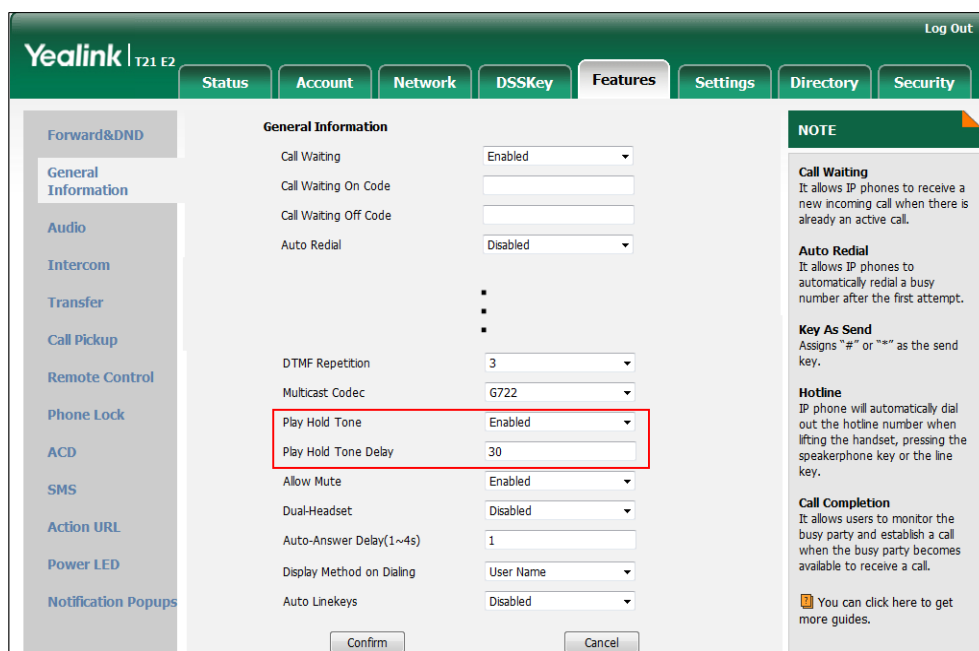 Log Out
Yealink T21 E2
Status Account Network DSSKey Features Settings Directory Security
Forward&DND
General
Information
Audio
Intercom
Transfer
Call Pickup
Remote Control
Phone Lock
ACD
SMS
Action URL
Power LED
Notification Popups
General Information
Call Waiting Enabled
Call Waiting On Code
Call Waiting Off Code
Auto Redial Disabled
DTMF Repetition 3
Multicast Codec G722
Play Hold Tone Enabled
Play Hold Tone Delay 30
Allow Mute Enabled
Dual-Headset Disabled
Auto-Answer Delay(1~4s) 1
Display Method on Dialing User Name
Auto Linekeys Disabled
Confirm Cancel
NOTE
Call Waiting
It allows IP phones to receive a
new incoming call when there is
already an active call.
Auto Redial
It allows IP phones to
automatically redial a busy
number after the first attempt.
Key As Send
Assigns "#" or "*" as the send
key.
Hotline
IP phone will automatically dial
out the hotline number when
lifting the handset, pressing the
speakerphone key or the line
key.
Call Completion
It allows users to monitor the
busy party and establish a call
when the busy party becomes
available to receive a call.
You can click here to get
more guides.